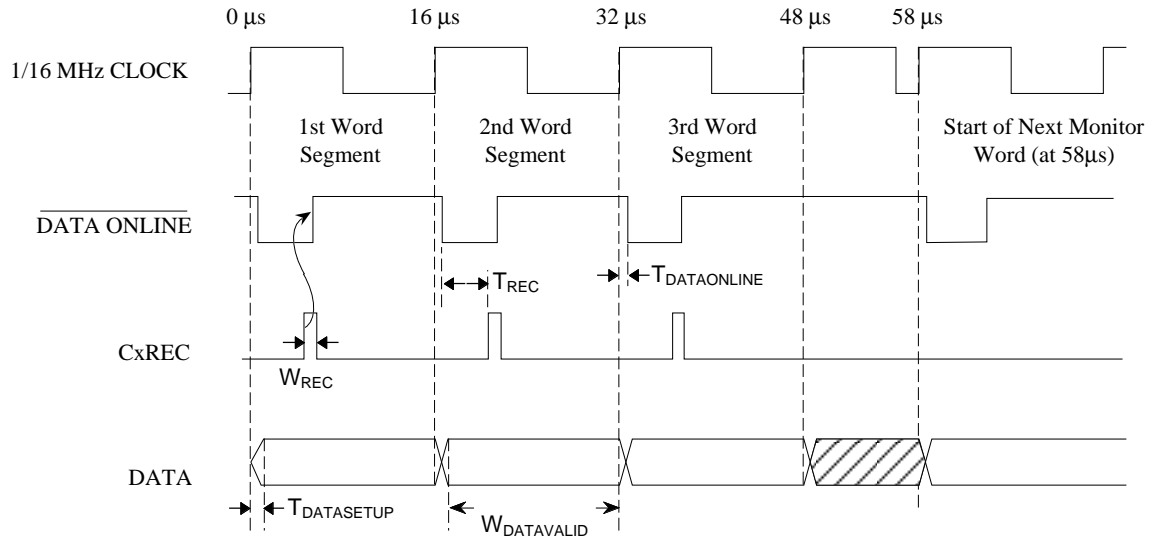 0 µs 16 µs 32 µs 48 µs 58 µs
1/16 MHz CLOCK
1st Word
Segment
2nd Word
Segment
3rd Word
Segment
Start of Next Monitor
Word (at 58µs)
DATA ONLINE
TREC
TDATAONLINE
CxREC
WREC
DATA
TDATASETUP
WDATAVALID